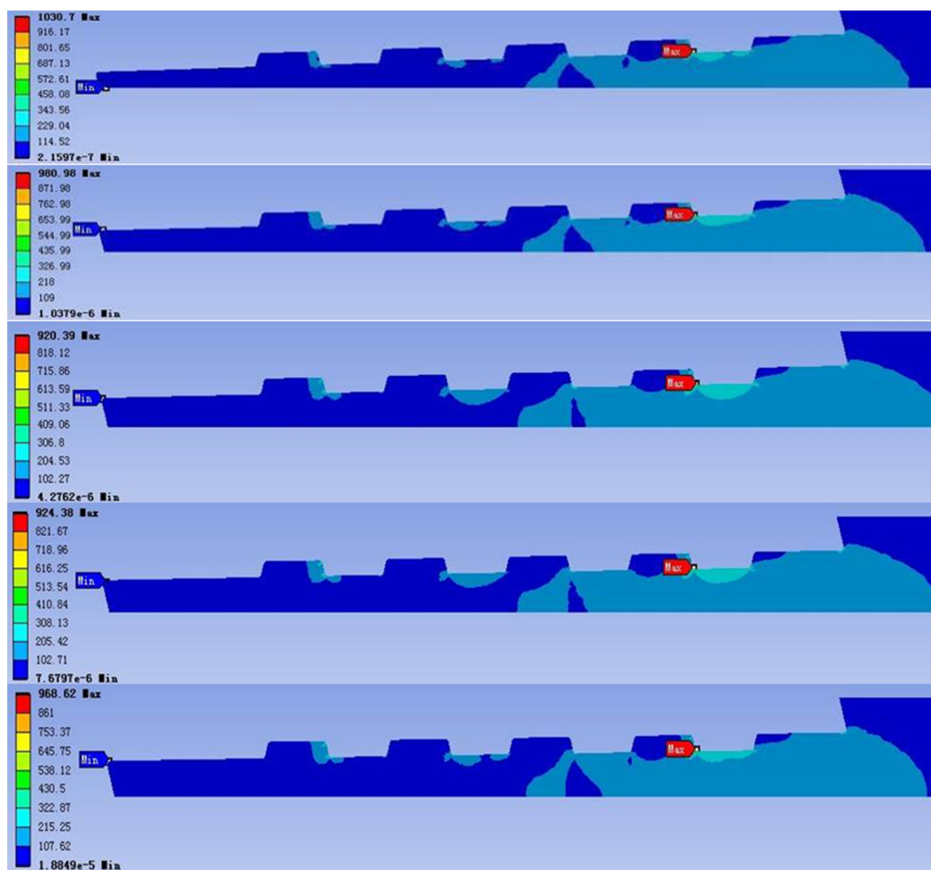 1030.7 Max
916.17
801.65
687.13
572.61
458.08
343.56
229.04
114.52
2.1597e-7 Min
Min
Max
980.98 Max
871.98
762.98
653.99
544.99
435.99
326.99
218
109
1.0379e-6 Min
Min
Max
920.39 Max
818.12
715.86
613.59
511.33
409.06
306.8
204.53
102.27
4.2762e-6 Min
Min
Max
924.38 Max
821.67
718.96
616.25
513.54
410.84
308.13
205.42
102.71
7.6797e-6 Min
Min
Max
968.62 Max
861
753.37
645.75
538.12
430.5
322.87
215.25
107.62
1.8849e-5 Min
Min
Max